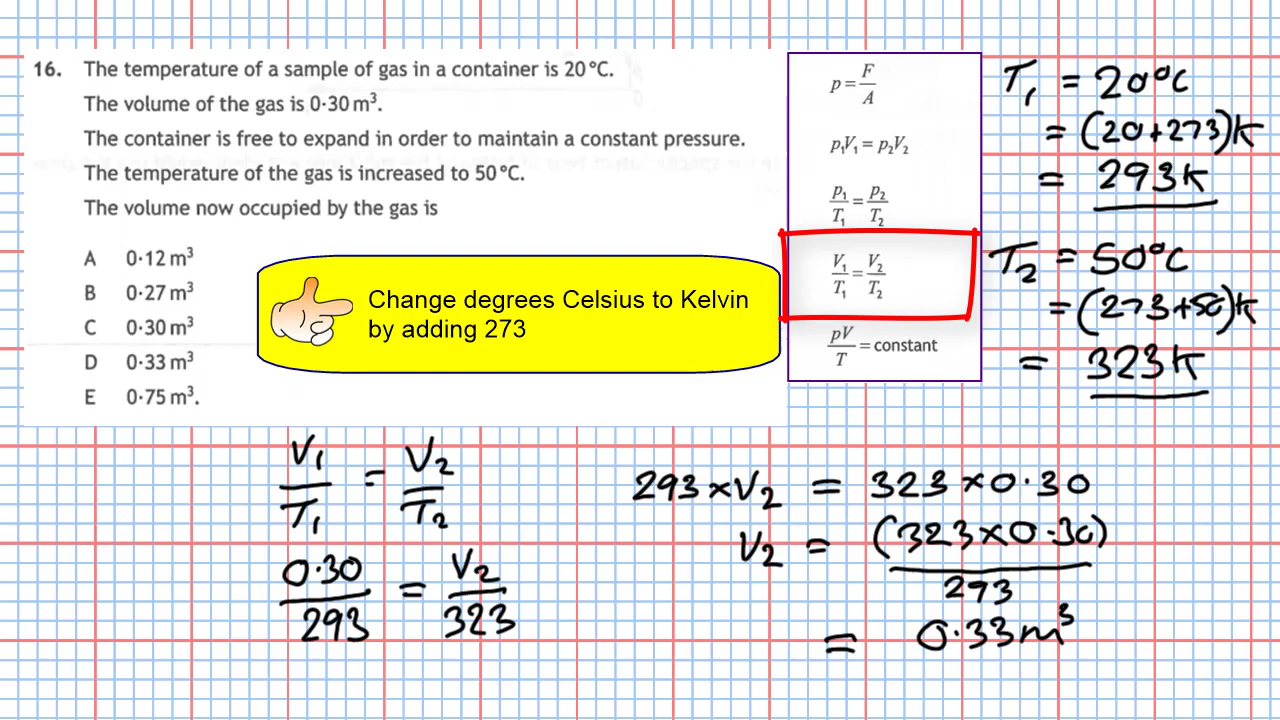 16. The temperature of a sample of gas in a container is 20 °C.
The volume of the gas is 0·30 m³.
The container is free to expand in order to maintain a constant pressure.
The temperature of the gas is increased to 50 °C.
The volume now occupied by the gas is
A 0·12 m³
B 0·27 m³
C 0·30 m³
D 0·33 m³
E 0·75 m³.
Change degrees Celsius to Kelvin
by adding 273
p = F/A
p₁V₁ = p₂V₂
p₁/T₁ = p₂/T₂
V₁/T₁ = V₂/T₂
pV/T = constant
T₁ = 20°C
= (20+273)K
= 293K
T₂ = 50°C
= (273+50)K
= 323K
V₁/T₁ = V₂/T₂
0.30/293 = V₂/323
293 × V₂ = 323 × 0.30
V₂ = (323 × 0.30)/293
= 0.33 m³